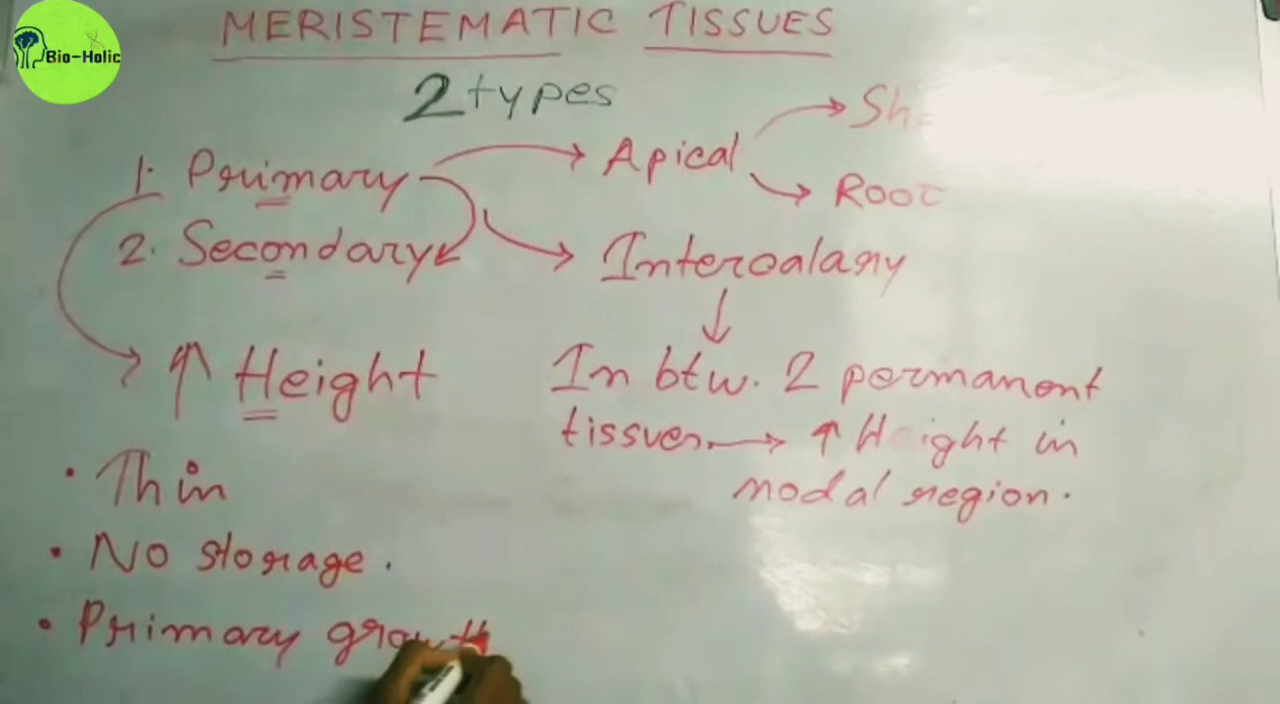 Bio-Holic
MERISTEMATIC TISSUES
2 types
1. Primary → Apical → Sh
→ Root
2. Secondary → Intercalary
↓
↑ Height
In btw. 2 permanent
tissues → ↑ Height in
nodal region.
• Thin
• No storage.
• Primary growth